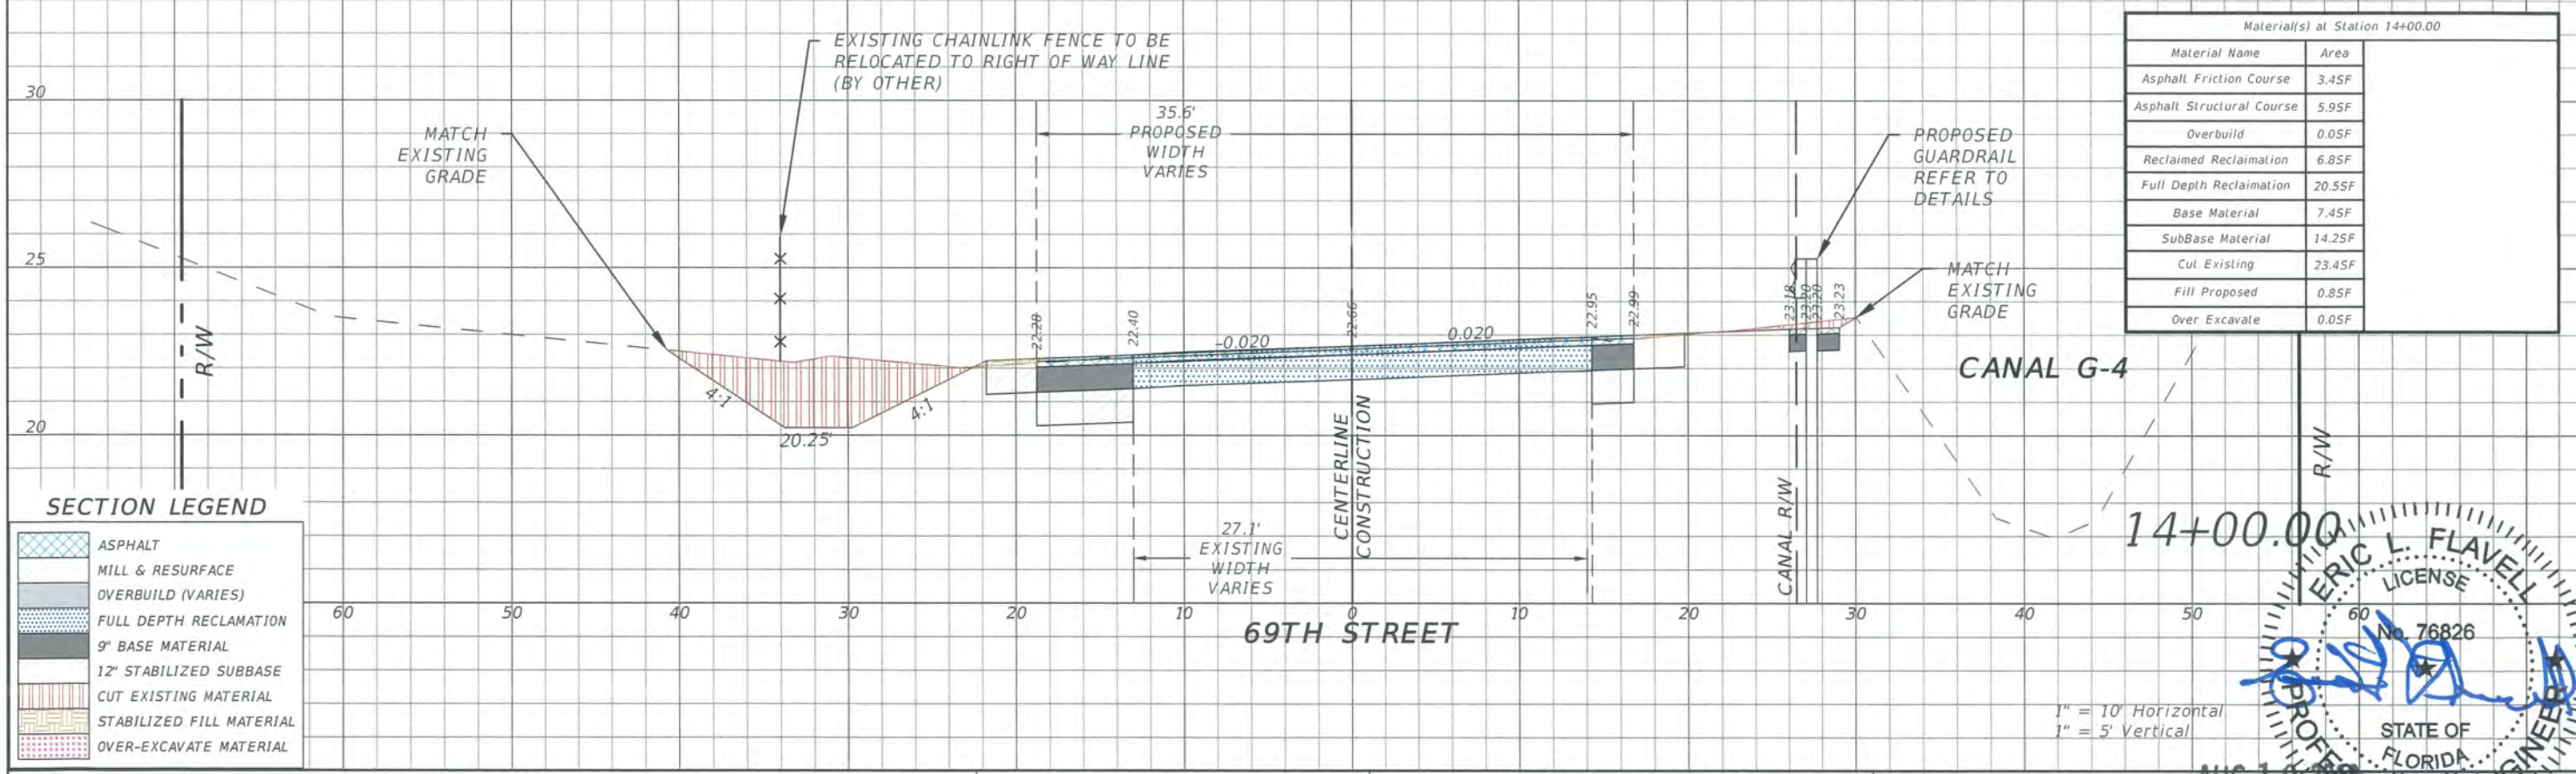 EXISTING CHAINLINK FENCE TO BE
RELOCATED TO RIGHT OF WAY LINE
(BY OTHER)
Material(s) at Station 14+00.00
Material Name Area
Asphalt Friction Course 3.4SF
Asphalt Structural Course 5.9SF
Overbuild 0.0SF
Reclaimed Reclaimation 6.8SF
Full Depth Reclaimation 20.5SF
Base Material 7.4SF
SubBase Material 14.2SF
Cut Existing 23.4SF
Fill Proposed 0.8SF
Over Excavate 0.0SF
30
25
20
R/W
MATCH
EXISTING
GRADE
35.6'
PROPOSED
WIDTH
VARIES
PROPOSED
GUARDRAIL
REFER TO
DETAILS
MATCH
EXISTING
GRADE
22.28
22.40
22.66
22.95
22.99
23.18
23.20
23.20
23.23
-0.020
0.020
4:1
20.25'
4:1
CANAL G-4
CENTERLINE
CONSTRUCTION
CANAL R/W
R/W
27.1'
EXISTING
WIDTH
VARIES
14+00.00
SECTION LEGEND
ASPHALT
MILL & RESURFACE
OVERBUILD (VARIES)
FULL DEPTH RECLAMATION
9" BASE MATERIAL
12" STABILIZED SUBBASE
CUT EXISTING MATERIAL
STABILIZED FILL MATERIAL
OVER-EXCAVATE MATERIAL
60 50 40 30 20 10 0 10 20 30 40 50 60
69TH STREET
1" = 10' Horizontal
1" = 5' Vertical
ERIC L. FLAVELL
LICENSE
No. 76826
STATE OF
FLORIDA